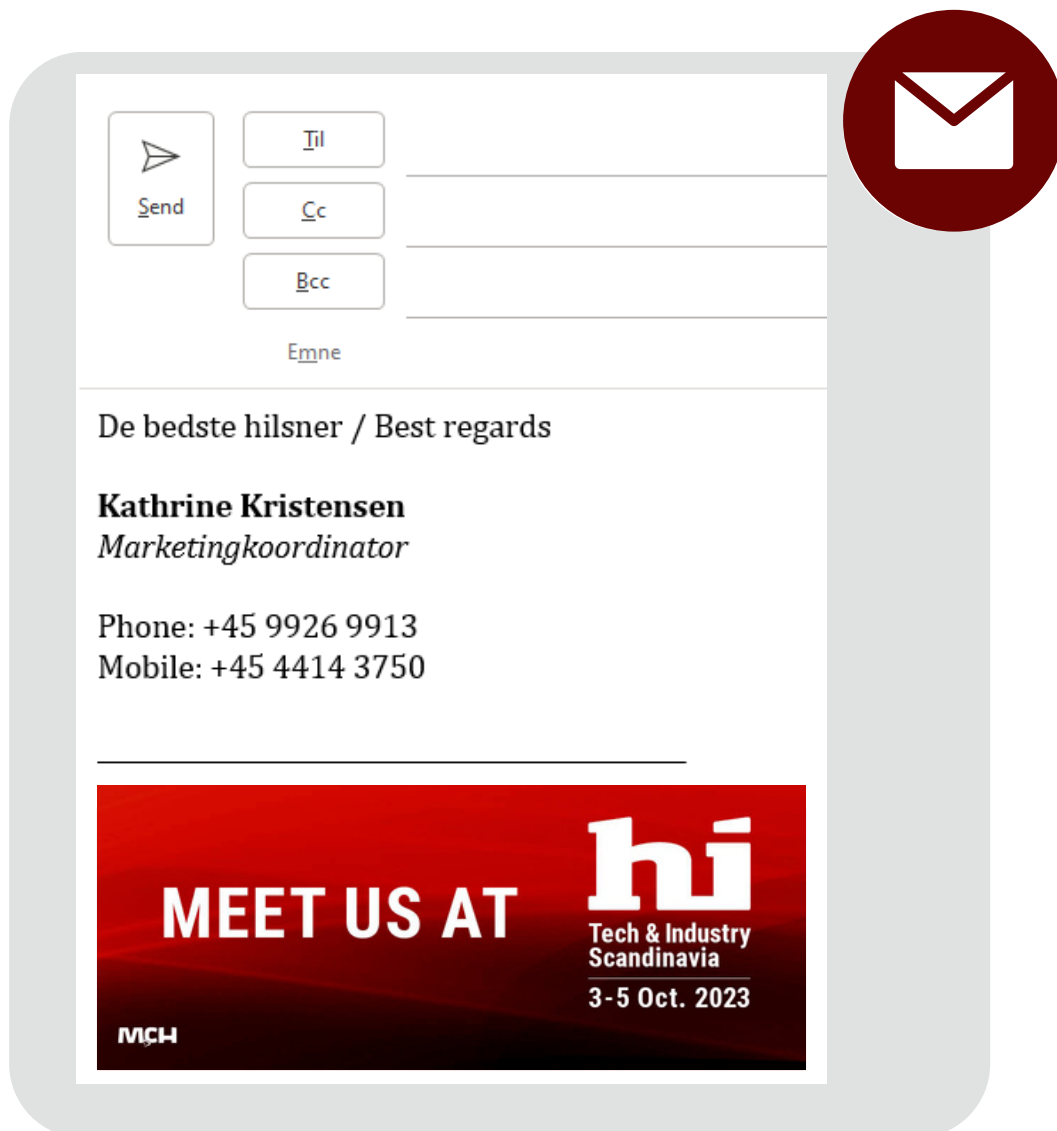 Til
Send
Cc
Bcc
Emne
De bedste hilsner / Best regards
Kathrine Kristensen
Marketingkoordinator
Phone: +45 9926 9913
Mobile: +45 4414 3750
MEET US AT
hi
Tech & Industry
Scandinavia
3-5 Oct. 2023
MCH